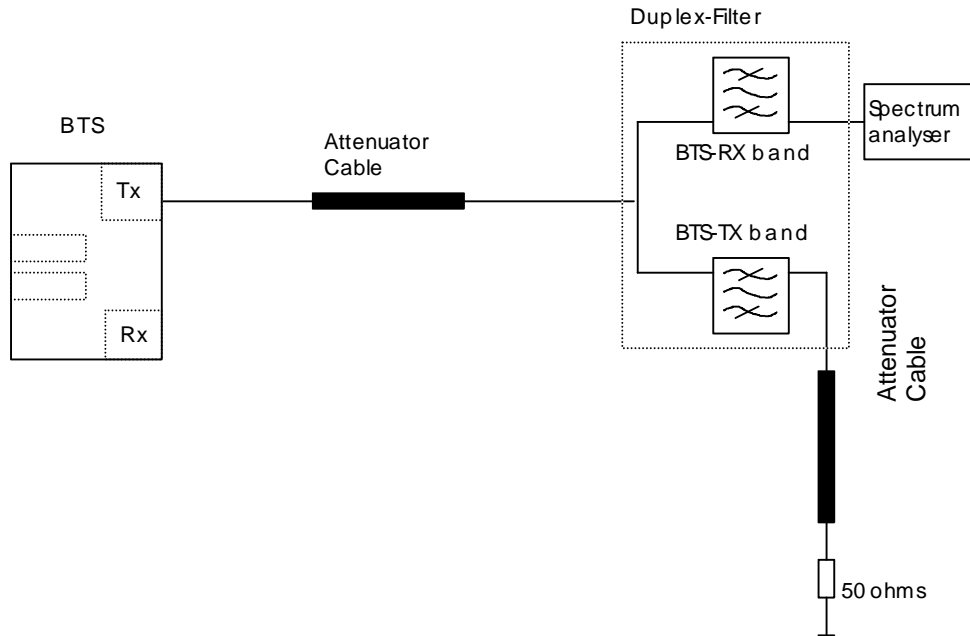 Duplex-Filter
BTS
Attenuator
Cable
Spectrum
analyser
BTS-RX band
Tx
BTS-TX band
Rx
Attenuator
Cable
50 ohms